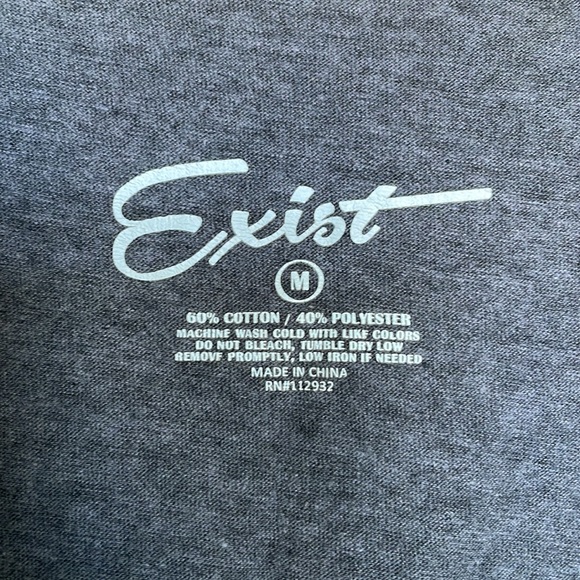 Exist
M
60% COTTON / 40% POLYESTER
MACHINE WASH COLD WITH LIKE COLORS
DO NOT BLEACH, TUMBLE DRY LOW
REMOVE PROMPTLY, LOW IRON IF NEEDED
MADE IN CHINA
RN#112932